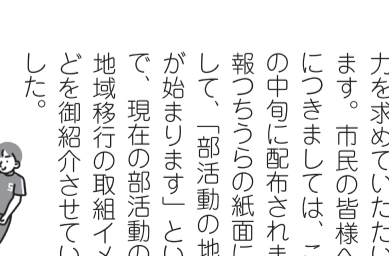 力を求めていただい
ます。市民の皆様へ
につきましては、こ
の中旬に配布されま
報つちうらの紙面に
して、「部活動の地
が始まります」とい
で、現在の部活動の
地域移行の取組イメ
どを御紹介させてい
した。